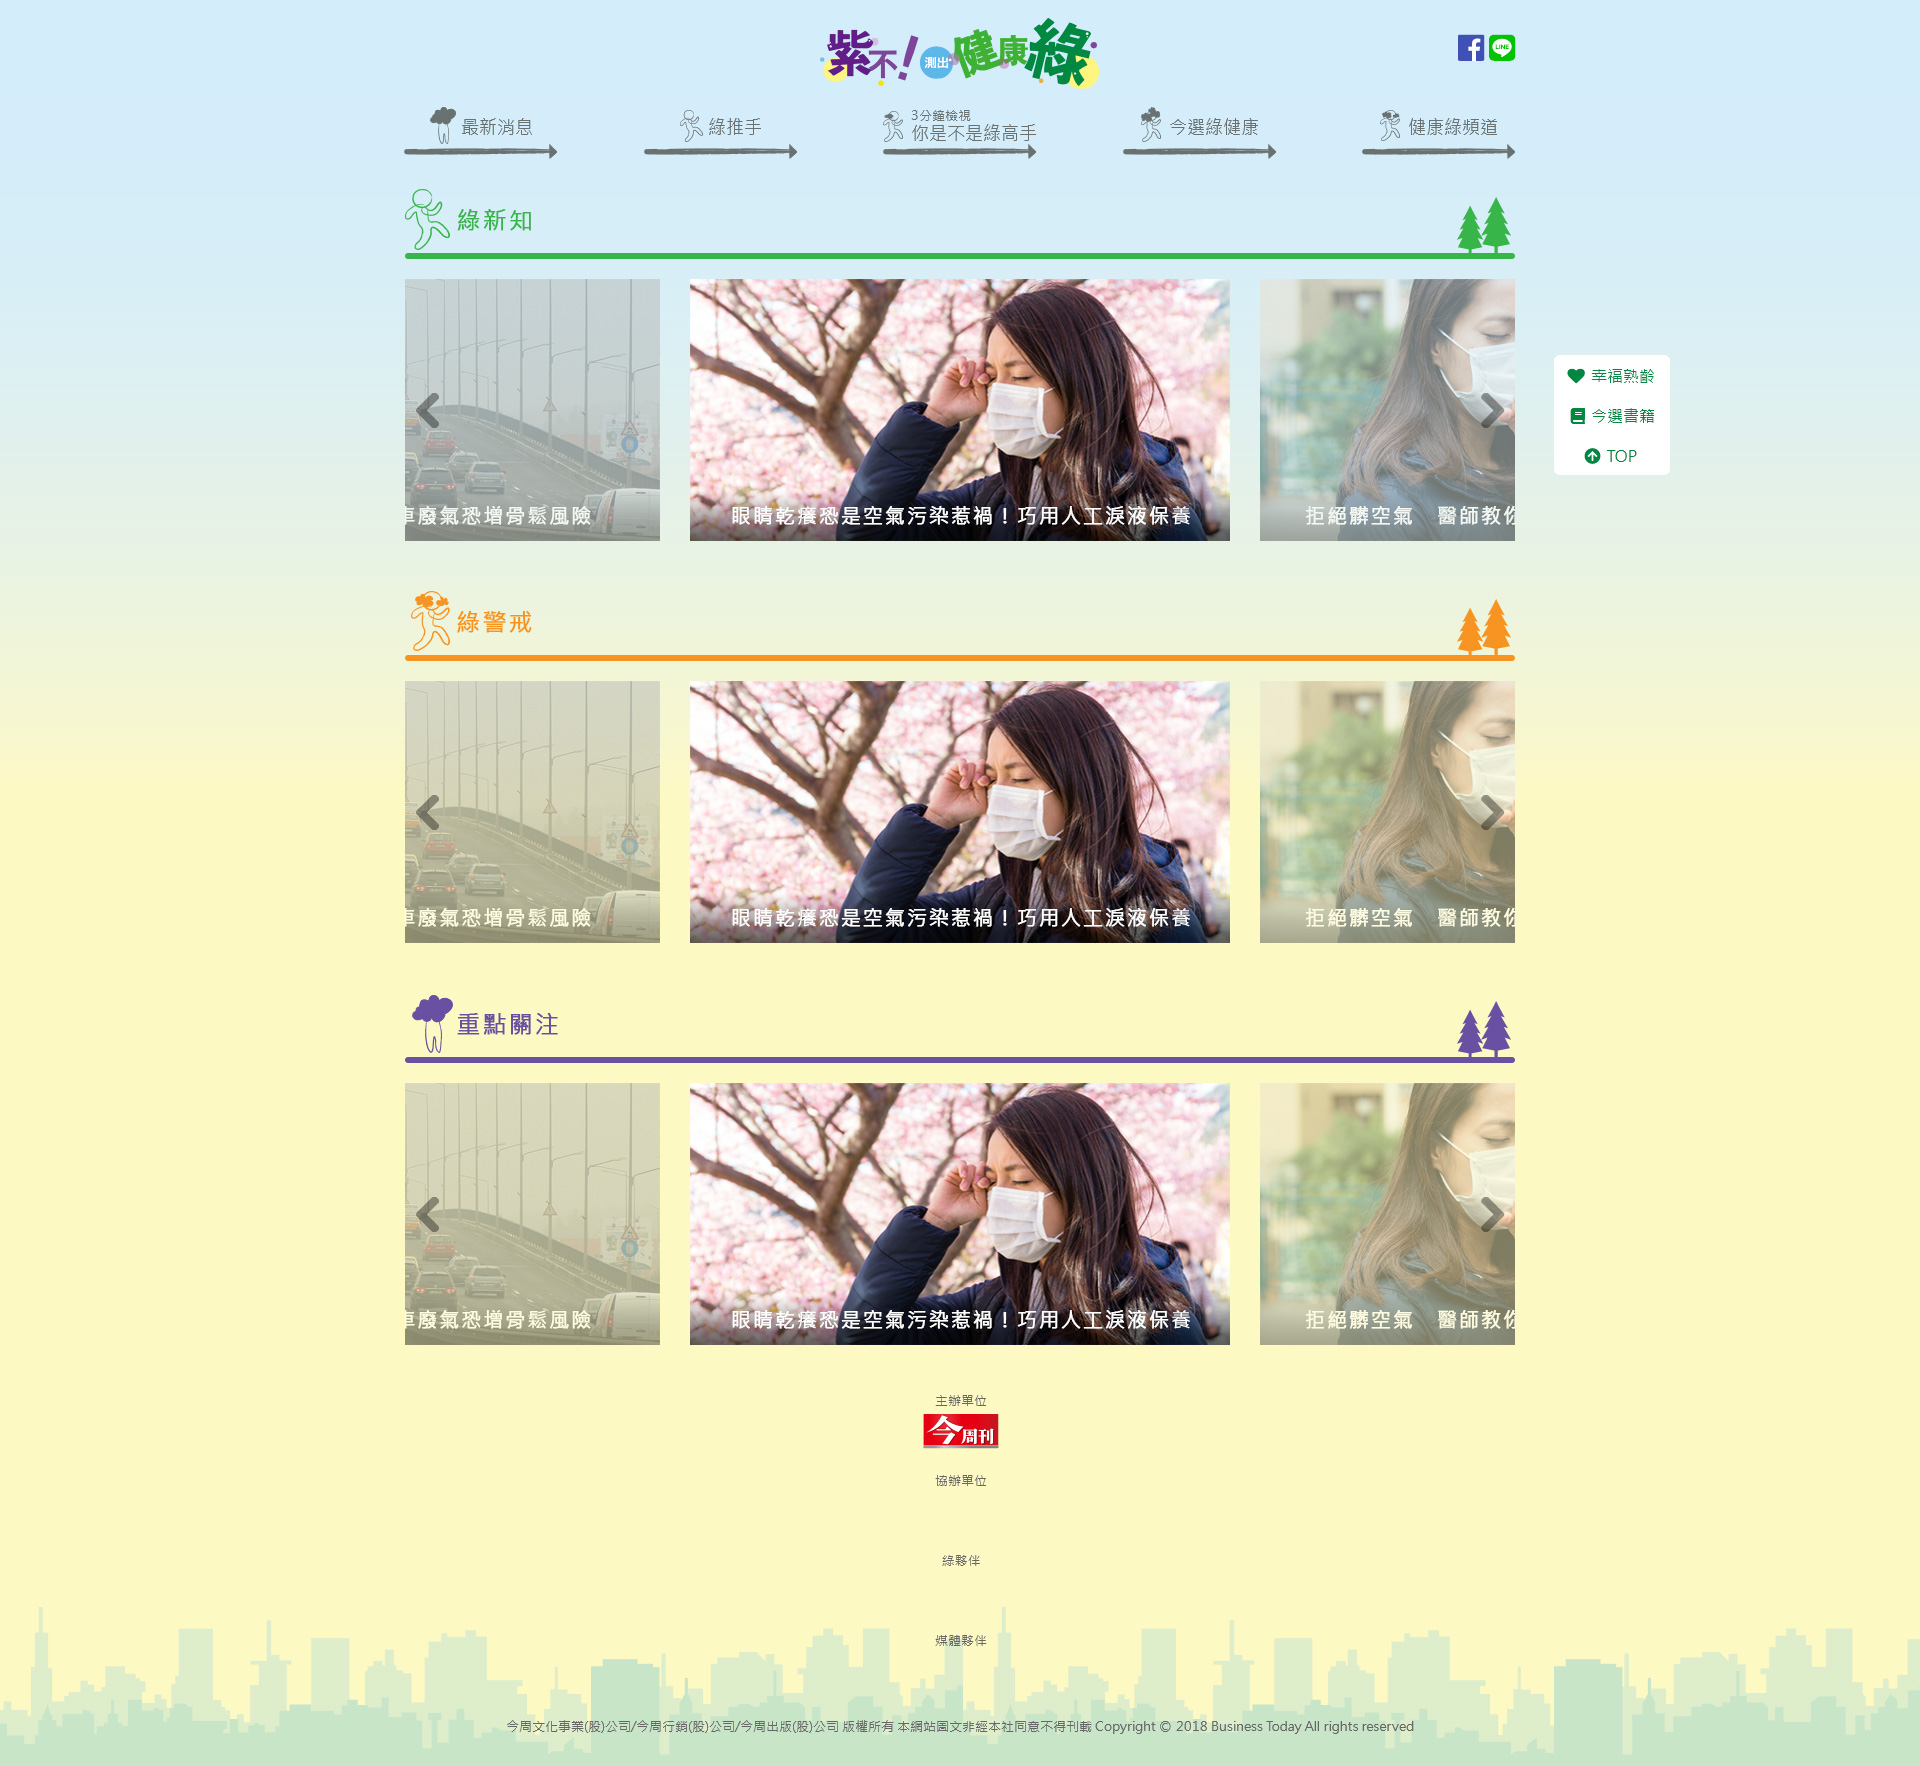 紫不！測出健康綠
LINE
最新消息
綠推手
3分鐘檢視
你是不是綠高手
今選綠健康
健康綠頻道
綠新知
車廢氣恐增骨鬆風險
眼睛乾癢恐是空氣污染惹禍！巧用人工淚液保養
拒絕髒空氣　醫師教你
幸福熟齡
今選書籍
TOP
綠警戒
車廢氣恐增骨鬆風險
眼睛乾癢恐是空氣污染惹禍！巧用人工淚液保養
拒絕髒空氣　醫師教你
重點關注
車廢氣恐增骨鬆風險
眼睛乾癢恐是空氣污染惹禍！巧用人工淚液保養
拒絕髒空氣　醫師教你
主辦單位
今周刊
協辦單位
綠夥伴
媒體夥伴
今周文化事業(股)公司/今周行銷(股)公司/今周出版(股)公司 版權所有 本網站圖文非經本社同意不得刊載 Copyright © 2018 Business Today All rights reserved